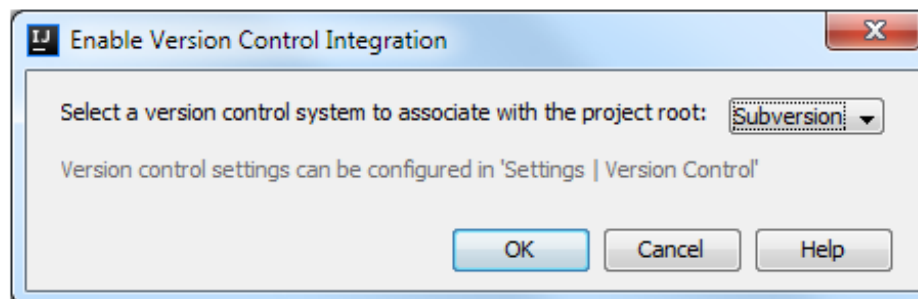 IJ Enable Version Control Integration
X
Select a version control system to associate with the project root: Subversion
Version control settings can be configured in 'Settings | Version Control'
OK Cancel Help